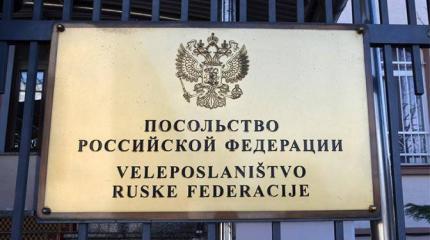 ПОСОЛЬСТВО
РОССИЙСКОЙ ФЕДЕРАЦИИ
VELEPOSLANIŠTVO
RUSKE FEDERACIJE